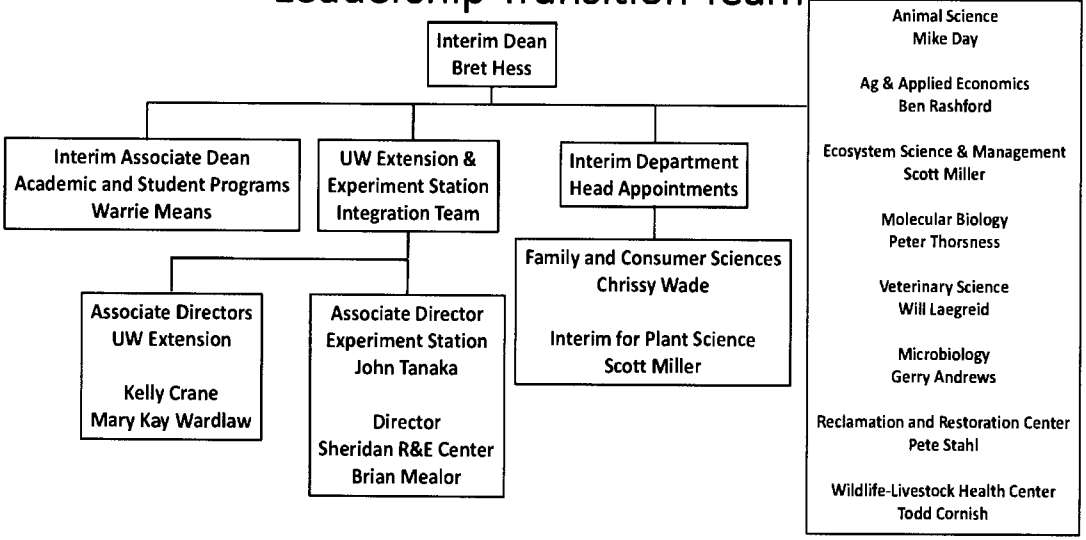 Leadership Transition Team
Interim Dean
Bret Hess
Interim Associate Dean
Academic and Student Programs
Warrie Means
UW Extension &
Experiment Station
Integration Team
Interim Department
Head Appointments
Associate Directors
UW Extension
Kelly Crane
Mary Kay Wardlaw
Associate Director
Experiment Station
John Tanaka
Director
Sheridan R&E Center
Brian Mealor
Family and Consumer Sciences
Chrissy Wade
Interim for Plant Science
Scott Miller
Animal Science
Mike Day
Ag & Applied Economics
Ben Rashford
Ecosystem Science & Management
Scott Miller
Molecular Biology
Peter Thorsness
Veterinary Science
Will Laegreid
Microbiology
Gerry Andrews
Reclamation and Restoration Center
Pete Stahl
Wildlife-Livestock Health Center
Todd Cornish